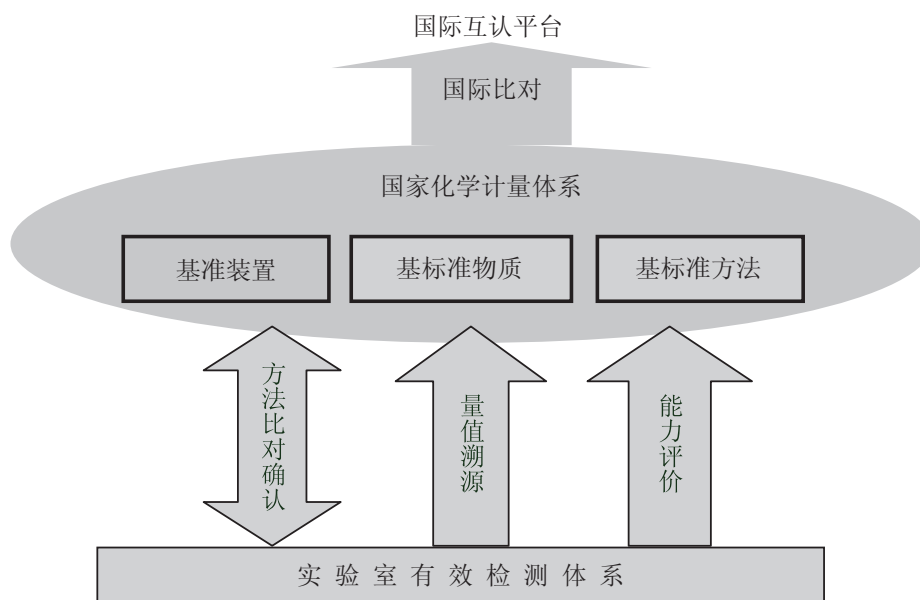 国际互认平台
国际比对
国家化学计量体系
基准装置
基标准物质
基标准方法
方法比对确认
量值溯源
能力评价
实验室有效检测体系